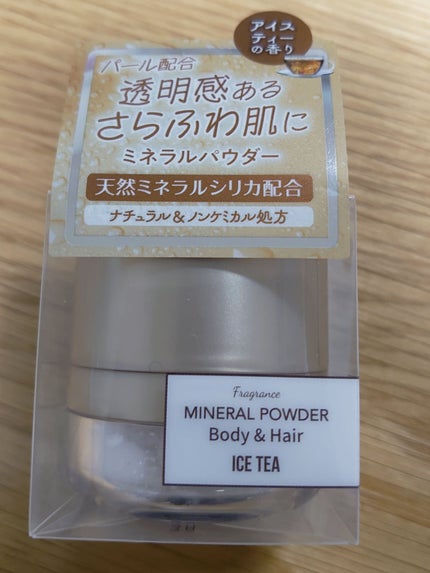 アイス
ティー
の香り
パール配合
透明感ある
さらふわ肌に
ミネラルパウダー
天然ミネラルシリカ配合
ナチュラル&ノンケミカル処方
Fragrance
MINERAL POWDER
Body & Hair
ICE TEA